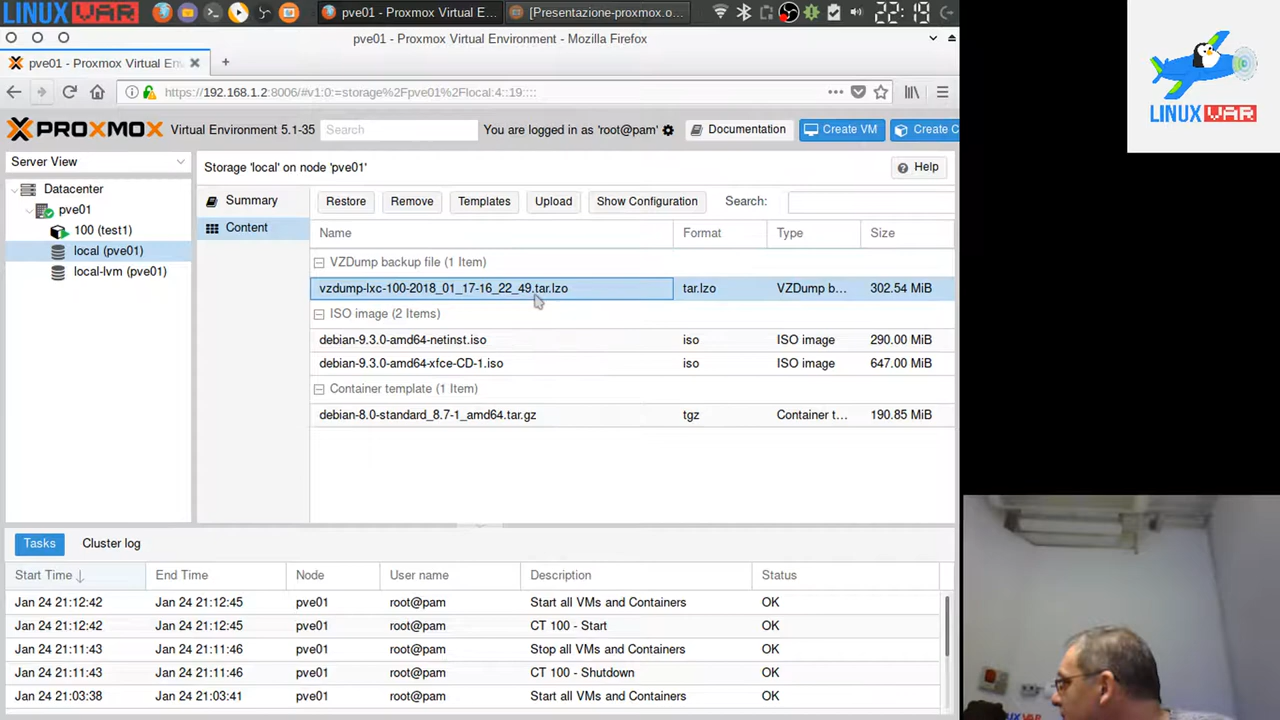 LINUX VAR
pve01 - Proxmox Virtual E...
[Presentazione-proxmox.o...
22:19
pve01 - Proxmox Virtual Environment - Mozilla Firefox
pve01 - Proxmox Virtual En
https://192.168.1.2:8006/#v1:0:=storage%2Fpve01%2Flocal:4::19::::
PROXMOX Virtual Environment 5.1-35 Search You are logged in as 'root@pam' Documentation Create VM Create C
Server View
Storage 'local' on node 'pve01'
Help
Datacenter
pve01
100 (test1)
local (pve01)
local-lvm (pve01)
Summary
Content
Restore Remove Templates Upload Show Configuration Search:
Name Format Type Size
VZDump backup file (1 Item)
vzdump-lxc-100-2018_01_17-16_22_49.tar.lzo tar.lzo VZDump b... 302.54 MiB
ISO image (2 Items)
debian-9.3.0-amd64-netinst.iso iso ISO image 290.00 MiB
debian-9.3.0-amd64-xfce-CD-1.iso iso ISO image 647.00 MiB
Container template (1 Item)
debian-8.0-standard_8.7-1_amd64.tar.gz tgz Container t... 190.85 MiB
Tasks Cluster log
Start Time End Time Node User name Description Status
Jan 24 21:12:42 Jan 24 21:12:45 pve01 root@pam Start all VMs and Containers OK
Jan 24 21:12:42 Jan 24 21:12:45 pve01 root@pam CT 100 - Start OK
Jan 24 21:11:43 Jan 24 21:11:46 pve01 root@pam Stop all VMs and Containers OK
Jan 24 21:11:43 Jan 24 21:11:46 pve01 root@pam CT 100 - Shutdown OK
Jan 24 21:03:38 Jan 24 21:03:41 pve01 root@pam Start all VMs and Containers OK
LINUX VAR
LINUX VAR